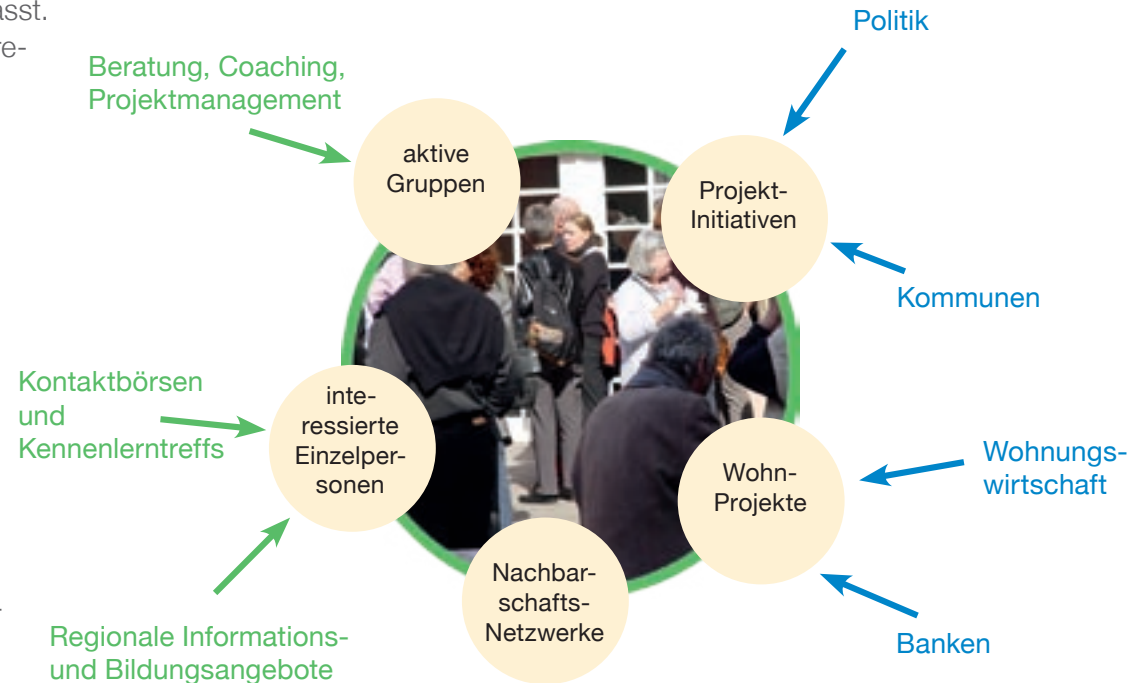 asst.
re-
Beratung, Coaching,
Projektmanagement
aktive
Gruppen
Politik
Projekt-
Initiativen
Kommunen
Kontaktbörsen
und
Kennenlerntreffs
inte-
ressierte
Einzelper-
sonen
Wohn-
Projekte
Wohnungs-
wirtschaft
Nachbar-
schafts-
Netzwerke
Regionale Informations-
und Bildungsangebote
Banken